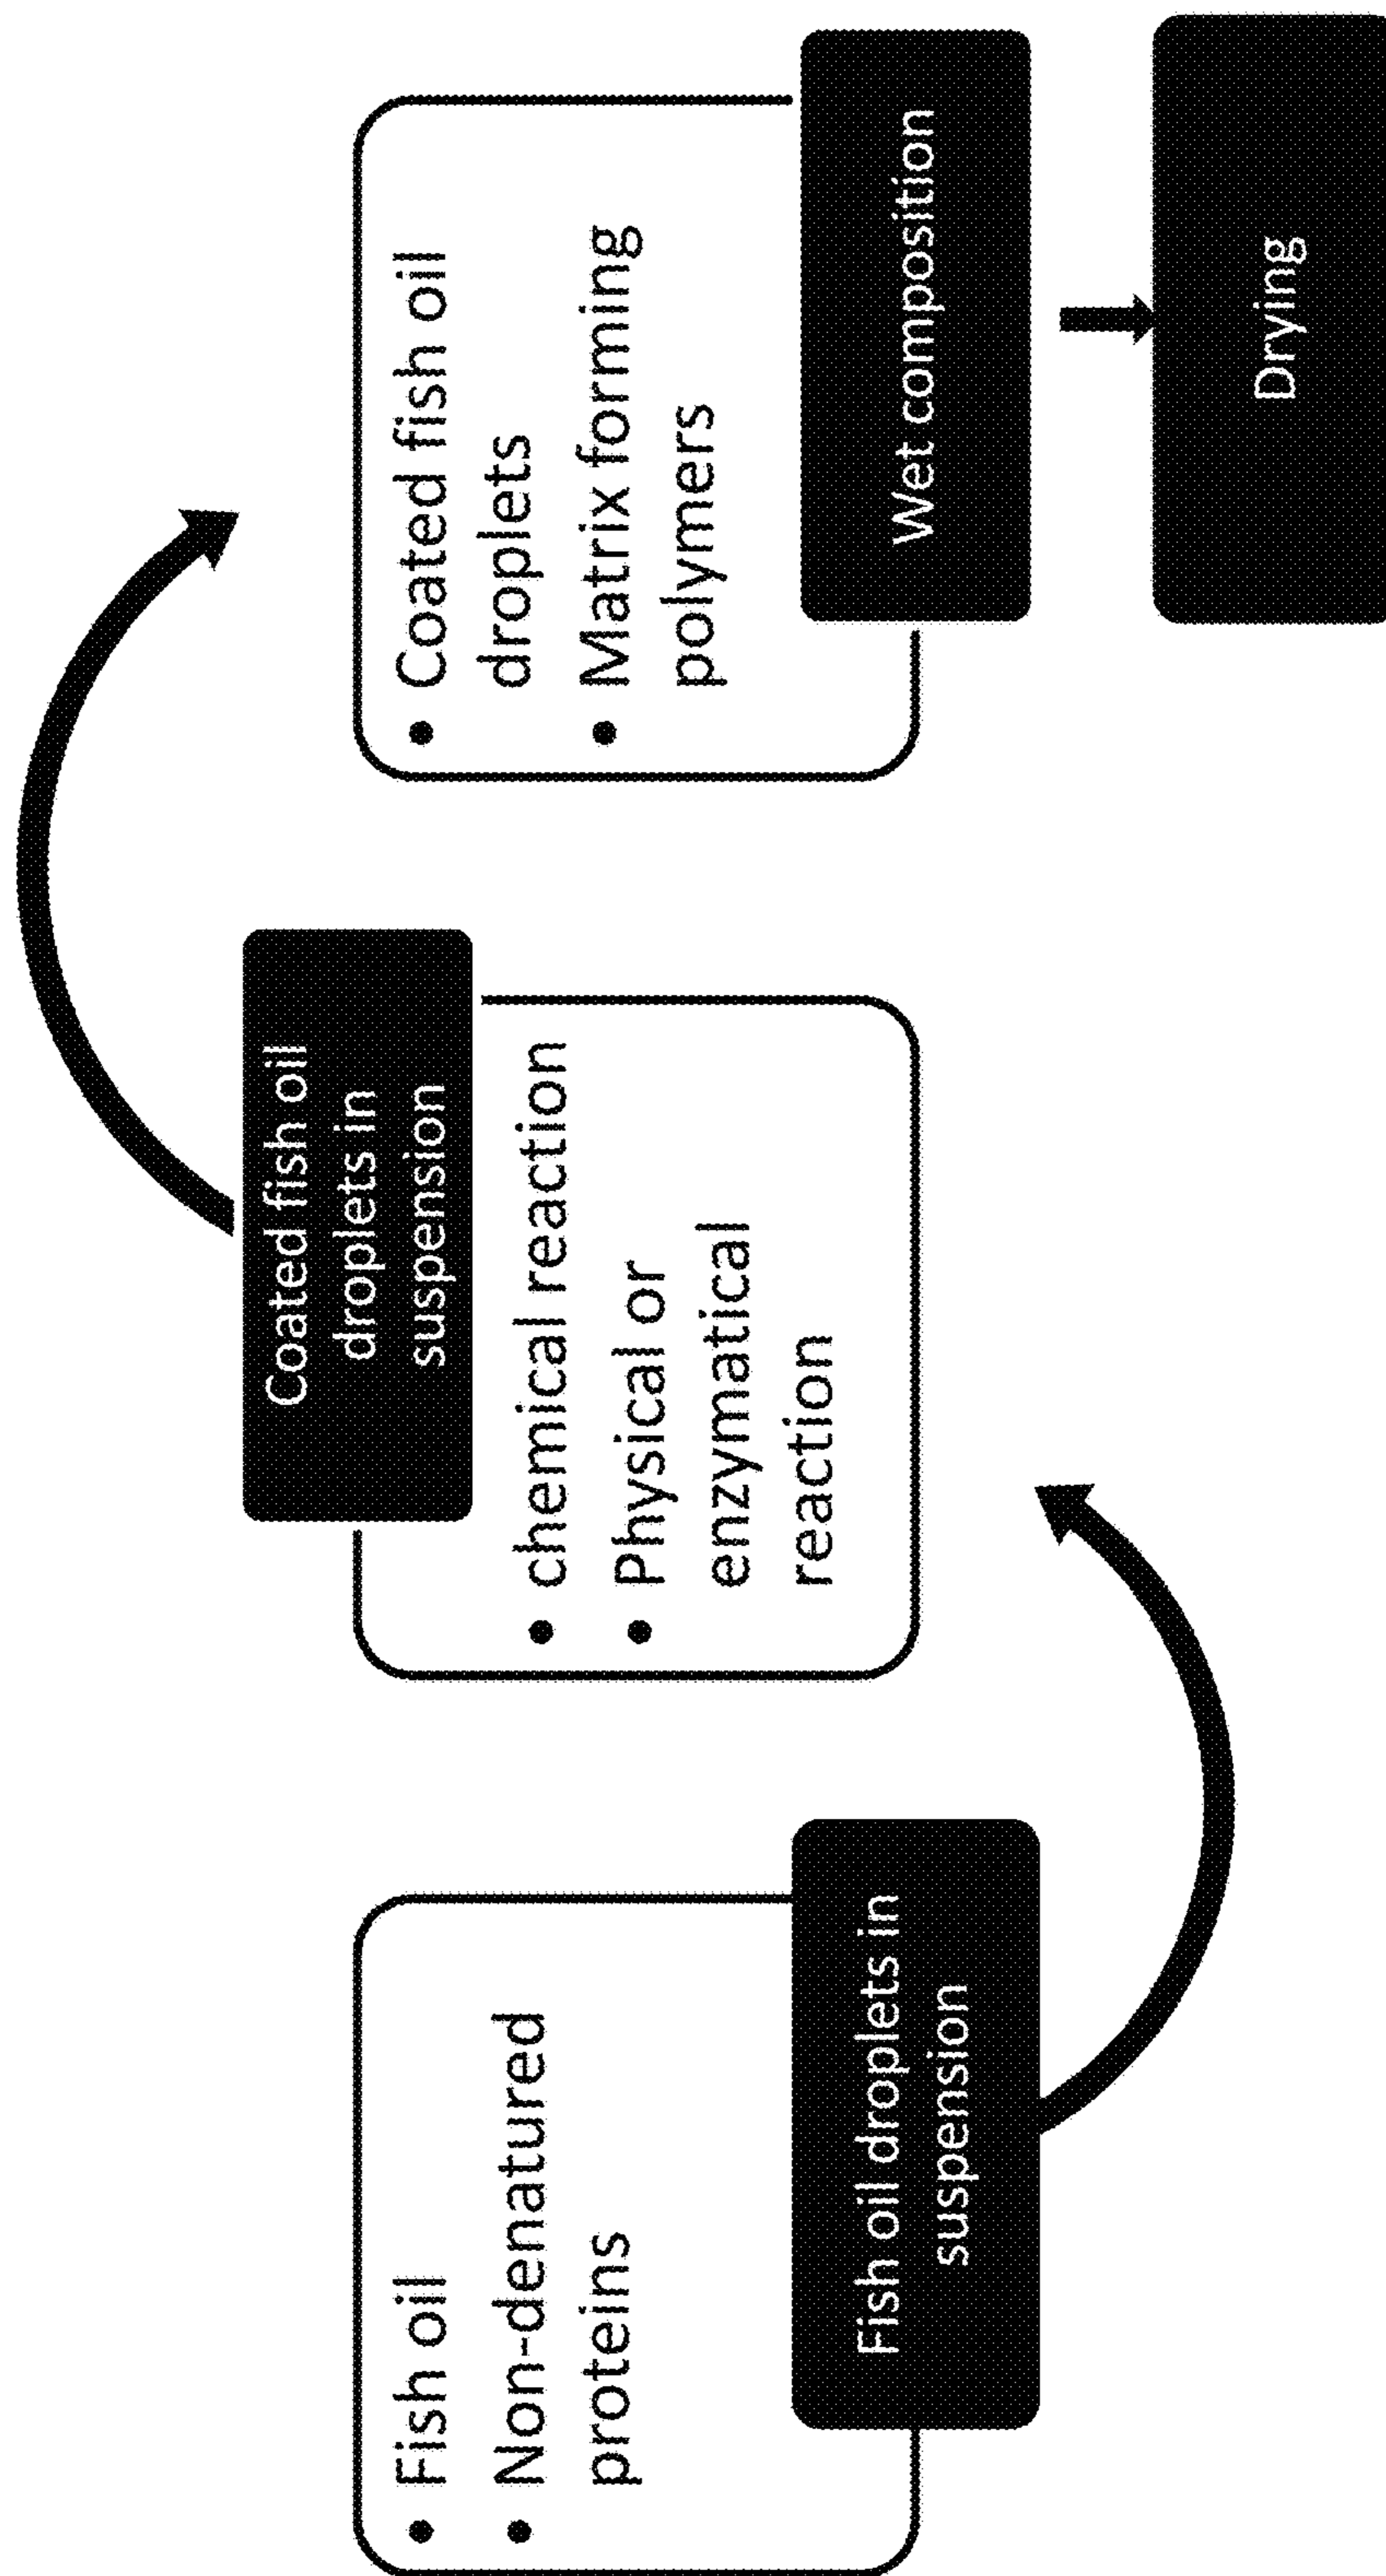 • Fish oil
• Non-denatured
proteins
Fish oil droplets in
suspension
Coated fish oil
droplets in
suspension
• chemical reaction
• Physical or
enzymatical
reaction
• Coated fish oil
droplets
• Matrix forming
polymers
Wet composition
Drying